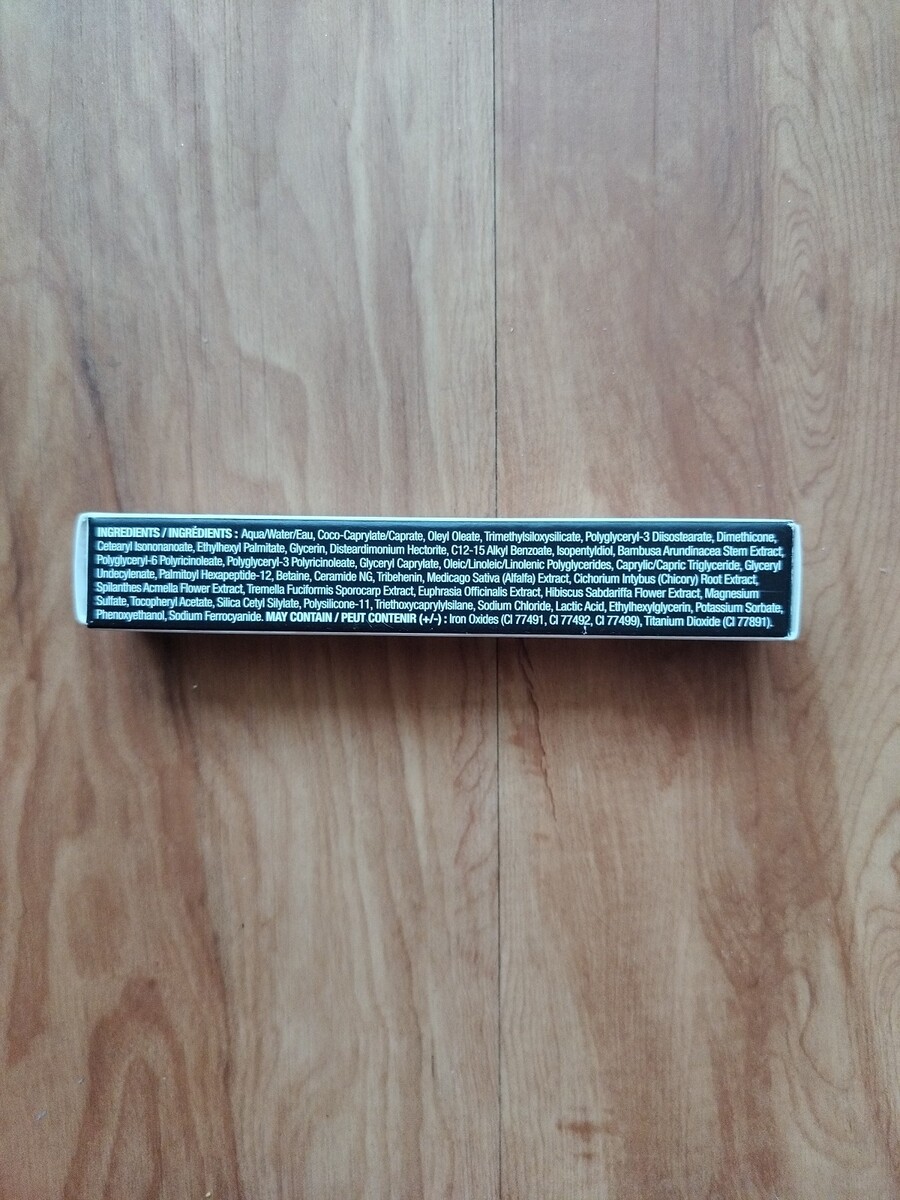 INGREDIENTS / INGRÉDIENTS : Aqua/Water/Eau, Coco-Caprylate/Caprate, Oleyl Oleate, Trimethylsiloxysilicate, Polyglyceryl-3 Diisostearate, Dimethicone,
Cetearyl Isononanoate, Ethylhexyl Palmitate, Glycerin, Disteardimonium Hectorite, C12-15 Alkyl Benzoate, Isopentyldiol, Bambusa Arundinacea Stem Extract,
Polyglyceryl-6 Polyricinoleate, Polyglyceryl-3 Polyricinoleate, Glyceryl Caprylate, Oleic/Linoleic/Linolenic Polyglycerides, Caprylic/Capric Triglyceride, Glyceryl
Undecylenate, Palmitoyl Hexapeptide-12, Betaine, Ceramide NG, Tribehenin, Medicago Sativa (Alfalfa) Extract, Cichorium Intybus (Chicory) Root Extract,
Spilanthes Acmella Flower Extract, Tremella Fuciformis Sporocarp Extract, Euphrasia Officinalis Extract, Hibiscus Sabdariffa Flower Extract, Magnesium
Sulfate, Tocopheryl Acetate, Silica Cetyl Silylate, Polysilicone-11, Triethoxycaprylylsilane, Sodium Chloride, Lactic Acid, Ethylhexylglycerin, Potassium Sorbate,
Phenoxyethanol, Sodium Ferrocyanide. MAY CONTAIN / PEUT CONTENIR (+/-) : Iron Oxides (CI 77491, CI 77492, CI 77499), Titanium Dioxide (CI 77891).